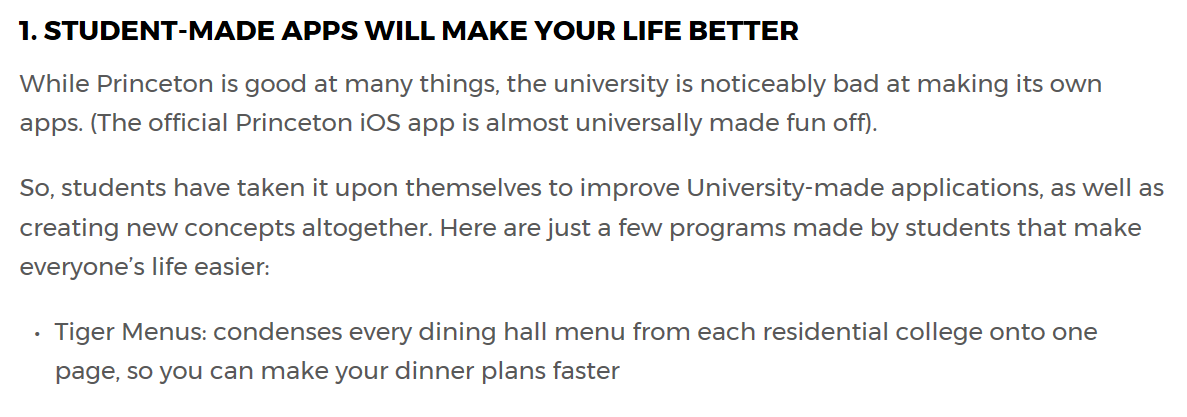 1. STUDENT-MADE APPS WILL MAKE YOUR LIFE BETTER
While Princeton is good at many things, the university is noticeably bad at making its own
apps. (The official Princeton iOS app is almost universally made fun off).
So, students have taken it upon themselves to improve University-made applications, as well as
creating new concepts altogether. Here are just a few programs made by students that make
everyone’s life easier:
• Tiger Menus: condenses every dining hall menu from each residential college onto one
page, so you can make your dinner plans faster